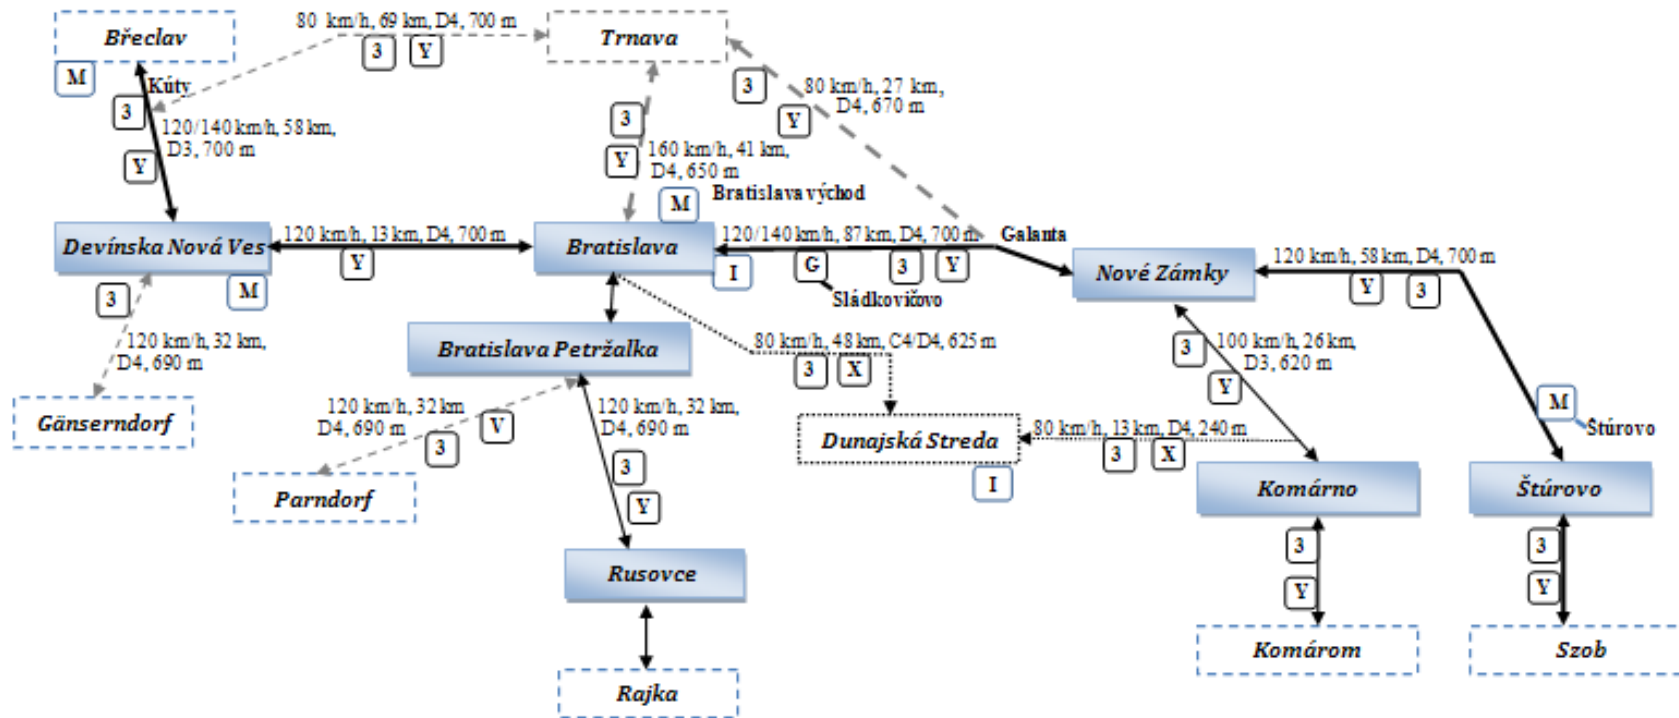 80 km/h, 69 km, D4, 700 m
Břeclav
Trnava
3
Y
M
Kúty
3
3
80 km/h, 27 km,
D4, 670 m
3
Y
120/140 km/h, 58 km,
D3, 700 m
Y
Y
160 km/h, 41 km,
D4, 650 m
M
Bratislava východ
Devínska Nová Ves
120 km/h, 13 km, D4, 700 m
Y
Bratislava
120/140 km/h, 87 km, D4, 700 m
Galanta
I
G
3
Y
Sládkovičovo
Nové Zámky
120 km/h, 58 km, D4, 700 m
Y
3
M
3
120 km/h, 32 km,
D4, 690 m
Bratislava Petržalka
80 km/h, 48 km, C4/D4, 625 m
3
X
3
100 km/h, 26 km,
D3, 620 m
Y
Gänserndorf
120 km/h, 32 km
D4, 690 m
3
V
120 km/h, 32 km,
D4, 690 m
3
Y
Dunajská Streda
I
80 km/h, 13 km, D4, 240 m
3
X
M
Štúrovo
Parndorf
Komárno
Štúrovo
3
Y
3
Y
Rusovce
Komárom
Szob
Rajka